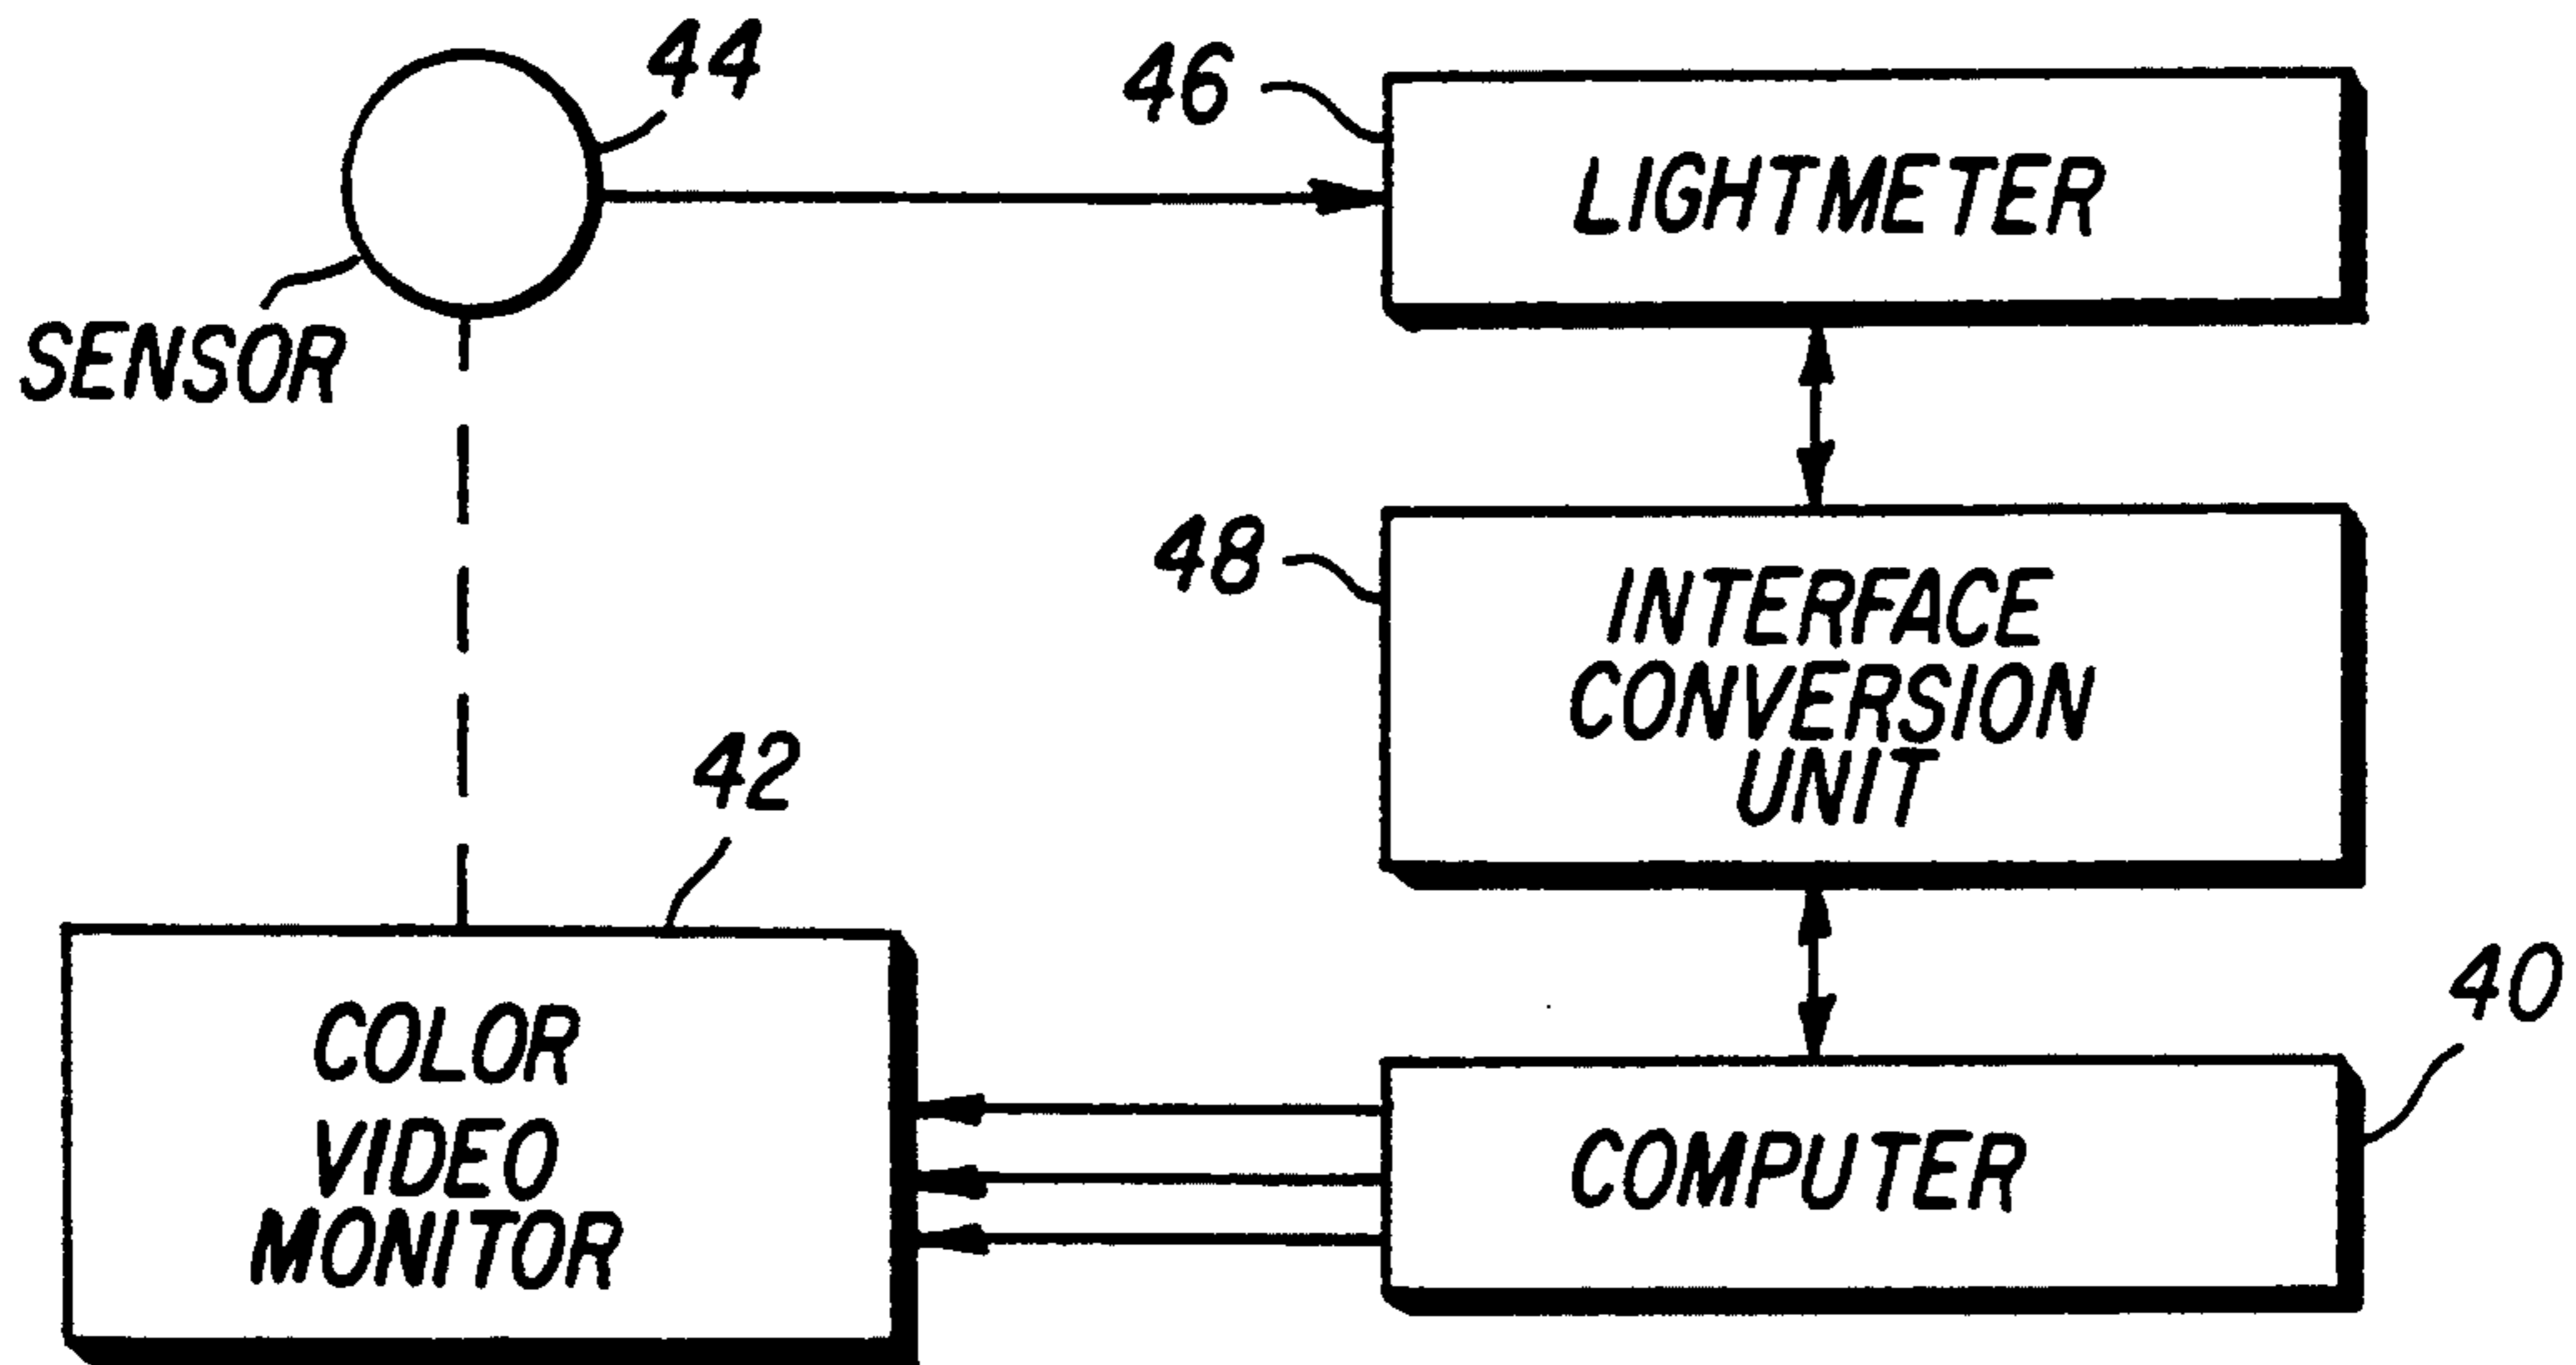 44
46
LIGHTMETER
SENSOR
48
INTERFACE
CONVERSION
UNIT
42
COLOR
VIDEO
MONITOR
40
COMPUTER